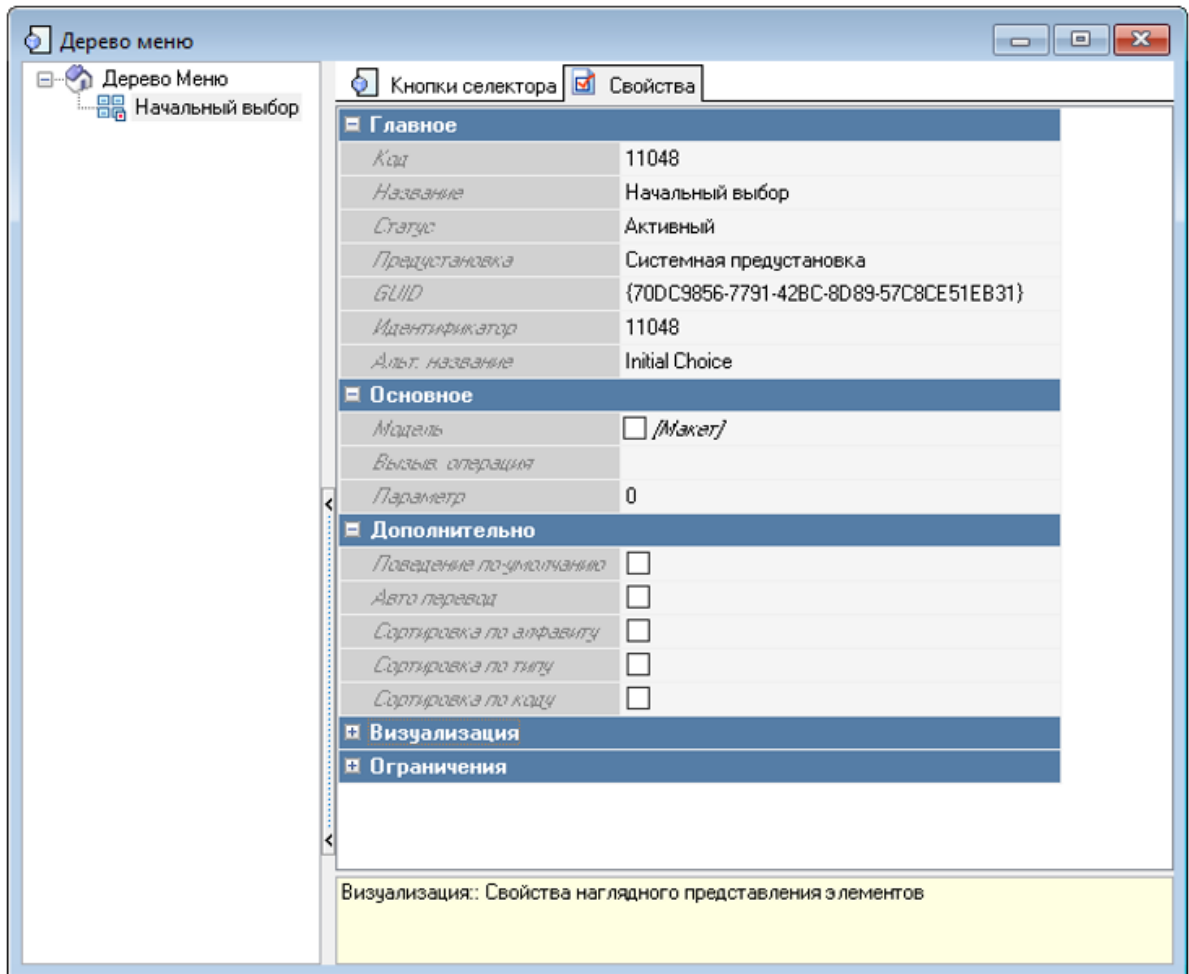 Дерево меню
Дерево Меню
Начальный выбор
Кнопки селектора Свойства
Главное
Код 11048
Название Начальный выбор
Статус Активный
Предустановка Системная предустановка
GUID {70DC9856-7791-42BC-8D89-57C8CE51EB31}
Идентификатор 11048
Альт. название Initial Choice
Основное
Модель [Макет]
Вызыв. операция
Параметр 0
Дополнительно
Поведение по-умолчанию
Авто перевод
Сортировка по алфавиту
Сортировка по типу
Сортировка по коду
Визуализация
Ограничения
Визуализация:: Свойства наглядного представления элементов